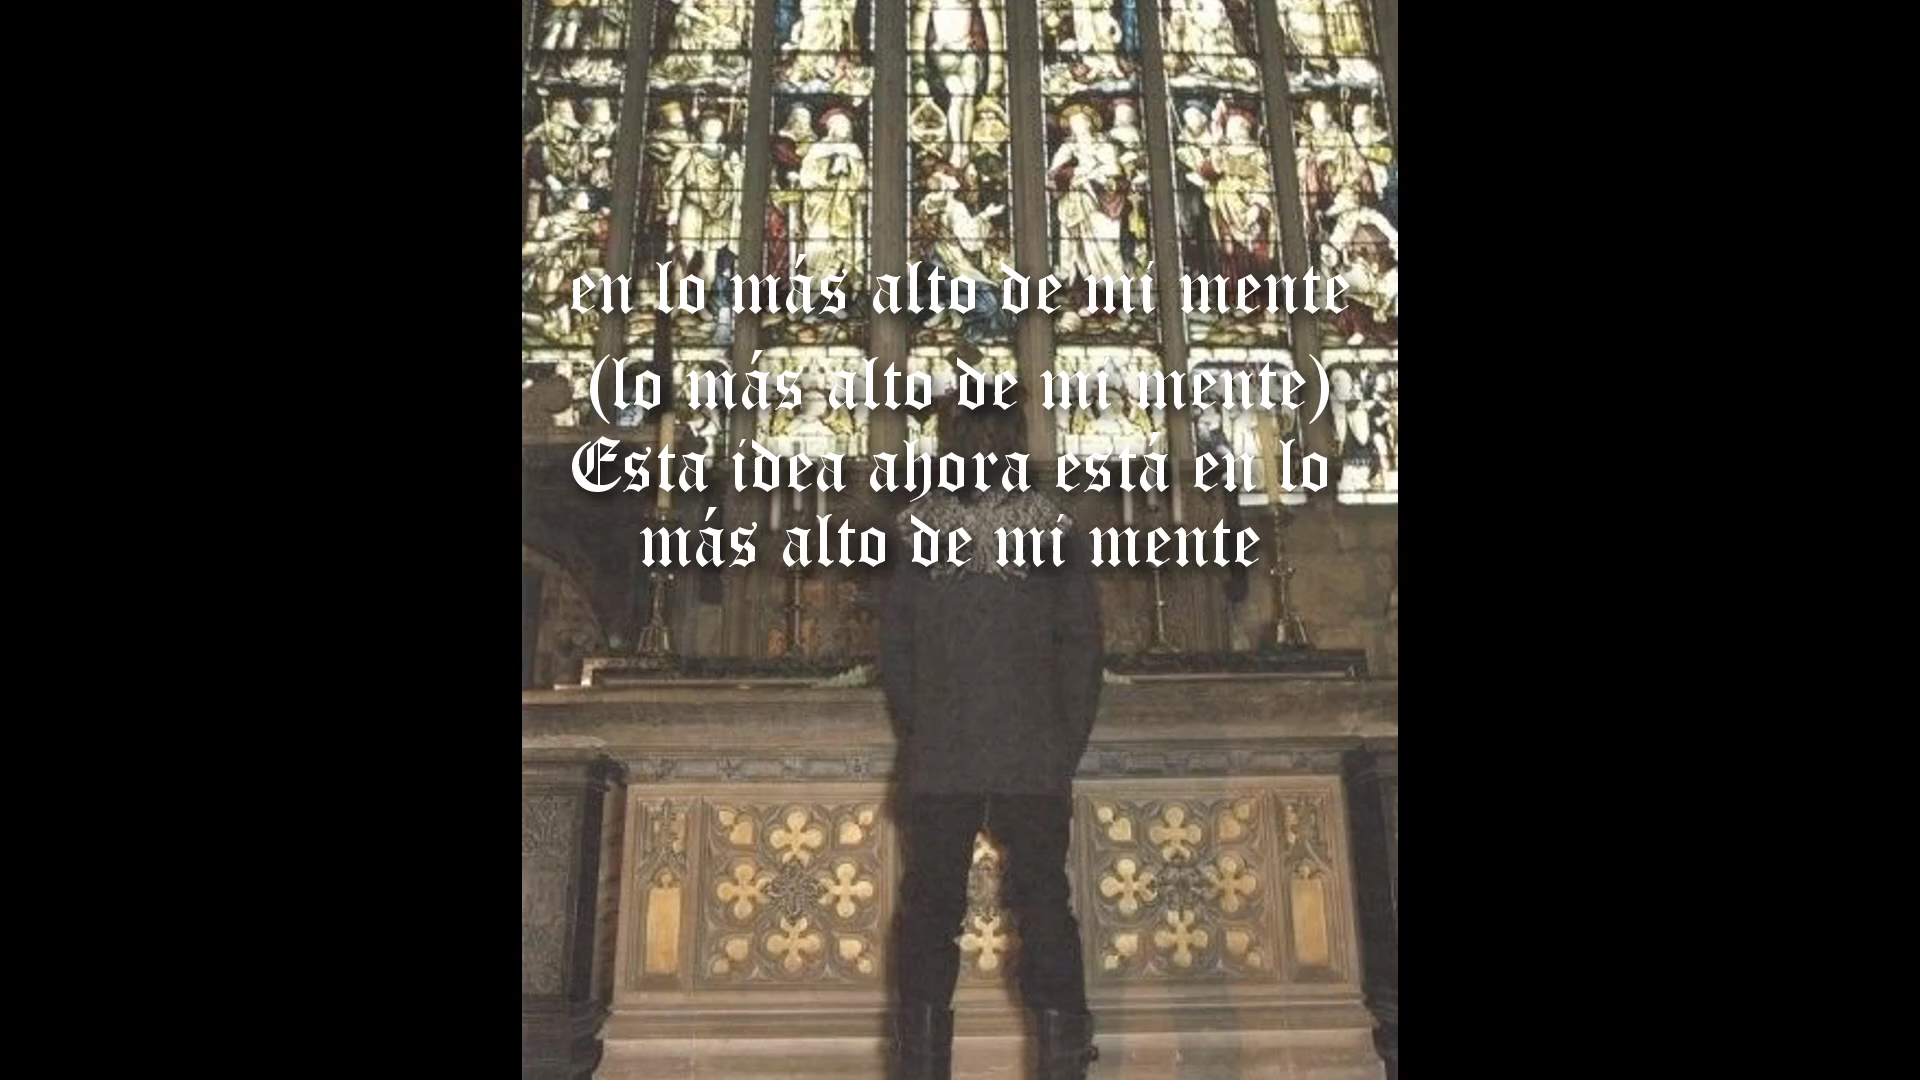 en lo más alto de mi mente
(lo más alto de mi mente)
Esta idea ahora está en lo
más alto de mi mente